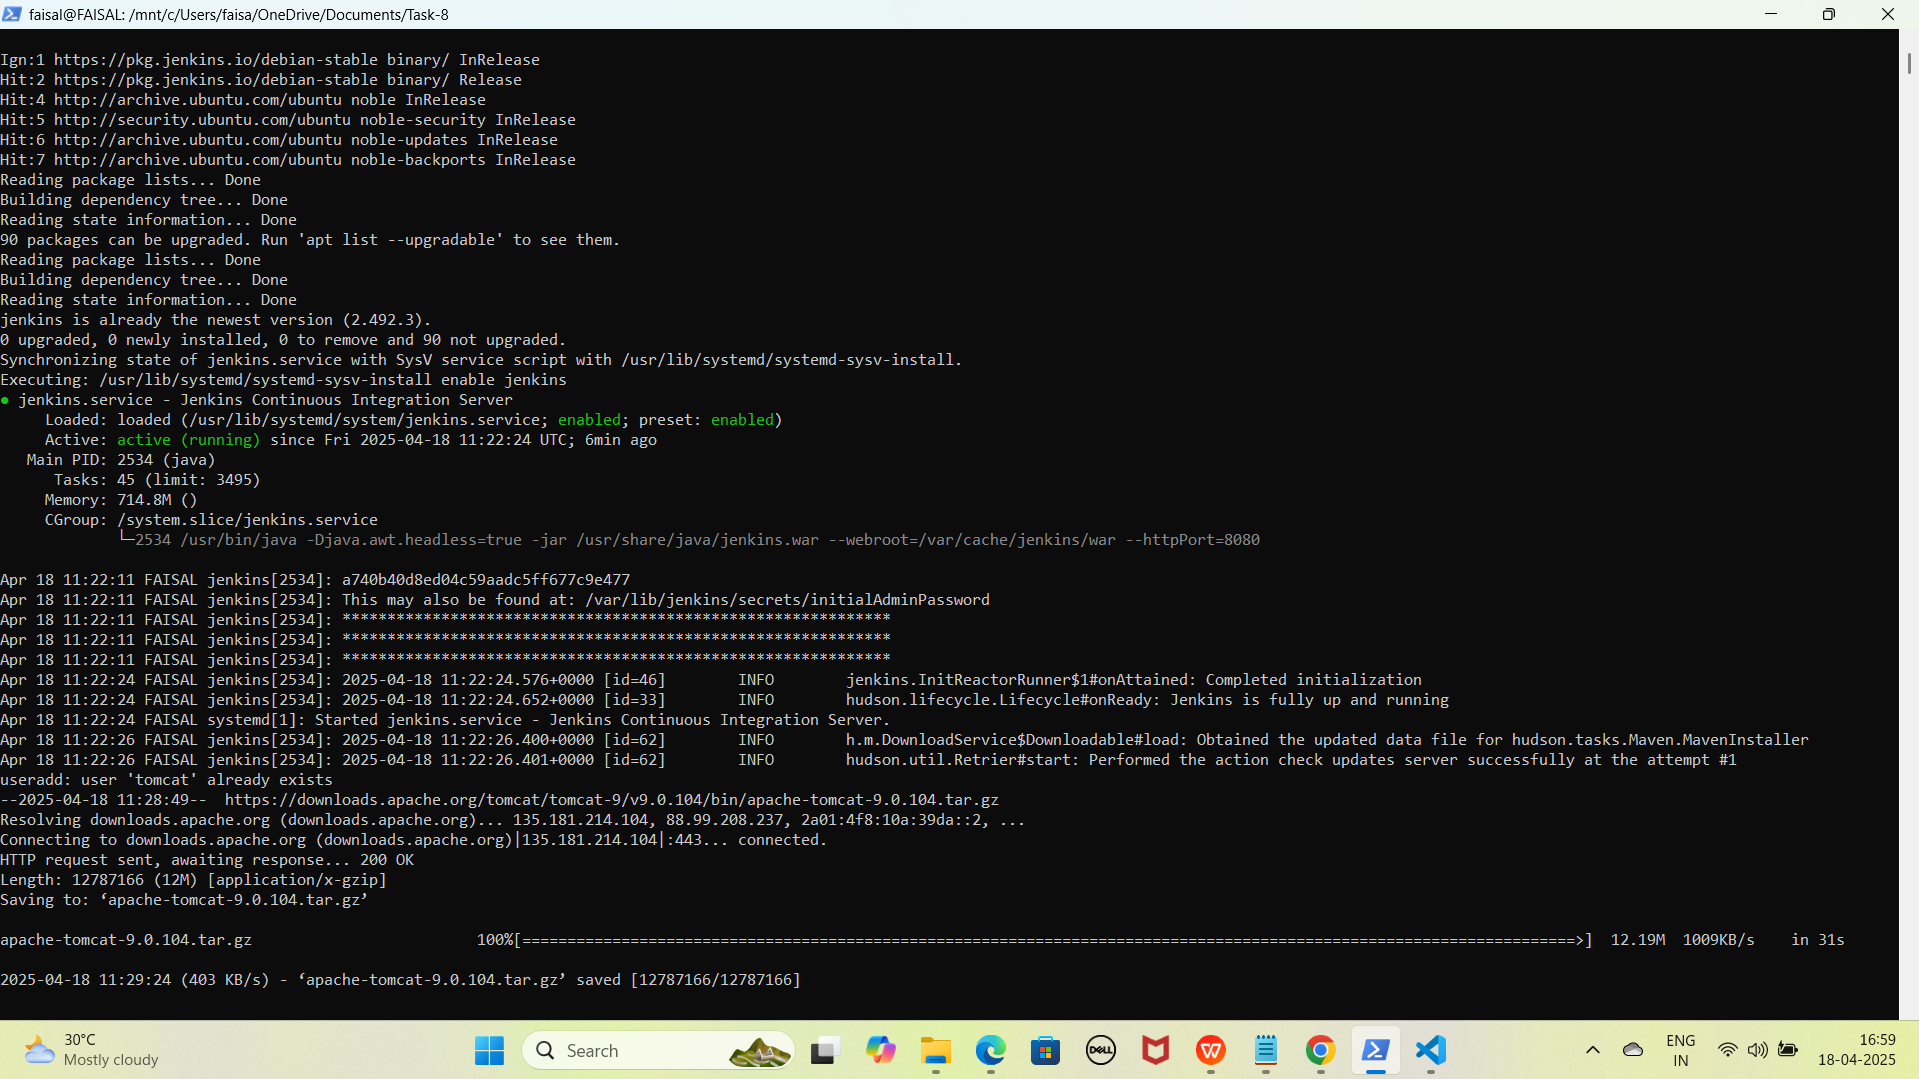 faisal@FAISAL: /mnt/c/Users/faisa/OneDrive/Documents/Task-8
Ign:1 https://pkg.jenkins.io/debian-stable binary/ InRelease
Hit:2 https://pkg.jenkins.io/debian-stable binary/ Release
Hit:4 http://archive.ubuntu.com/ubuntu noble InRelease
Hit:5 http://security.ubuntu.com/ubuntu noble-security InRelease
Hit:6 http://archive.ubuntu.com/ubuntu noble-updates InRelease
Hit:7 http://archive.ubuntu.com/ubuntu noble-backports InRelease
Reading package lists... Done
Building dependency tree... Done
Reading state information... Done
90 packages can be upgraded. Run 'apt list --upgradable' to see them.
Reading package lists... Done
Building dependency tree... Done
Reading state information... Done
jenkins is already the newest version (2.492.3).
0 upgraded, 0 newly installed, 0 to remove and 90 not upgraded.
Synchronizing state of jenkins.service with SysV service script with /usr/lib/systemd/systemd-sysv-install.
Executing: /usr/lib/systemd/systemd-sysv-install enable jenkins
● jenkins.service - Jenkins Continuous Integration Server
Loaded: loaded (/usr/lib/systemd/system/jenkins.service; enabled; preset: enabled)
Active: active (running) since Fri 2025-04-18 11:22:24 UTC; 6min ago
Main PID: 2534 (java)
Tasks: 45 (limit: 3495)
Memory: 714.8M ()
CGroup: /system.slice/jenkins.service
└─2534 /usr/bin/java -Djava.awt.headless=true -jar /usr/share/java/jenkins.war --webroot=/var/cache/jenkins/war --httpPort=8080
Apr 18 11:22:11 FAISAL jenkins[2534]: a740b40d8ed04c59aadc5ff677c9e477
Apr 18 11:22:11 FAISAL jenkins[2534]: This may also be found at: /var/lib/jenkins/secrets/initialAdminPassword
Apr 18 11:22:11 FAISAL jenkins[2534]: *************************************************************
Apr 18 11:22:11 FAISAL jenkins[2534]: *************************************************************
Apr 18 11:22:11 FAISAL jenkins[2534]: *************************************************************
Apr 18 11:22:24 FAISAL jenkins[2534]: 2025-04-18 11:22:24.576+0000 [id=46] INFO jenkins.InitReactorRunner$1#onAttained: Completed initialization
Apr 18 11:22:24 FAISAL jenkins[2534]: 2025-04-18 11:22:24.652+0000 [id=33] INFO hudson.lifecycle.Lifecycle#onReady: Jenkins is fully up and running
Apr 18 11:22:24 FAISAL systemd[1]: Started jenkins.service - Jenkins Continuous Integration Server.
Apr 18 11:22:26 FAISAL jenkins[2534]: 2025-04-18 11:22:26.400+0000 [id=62] INFO h.m.DownloadService$Downloadable#load: Obtained the updated data file for hudson.tasks.Maven.MavenInstaller
Apr 18 11:22:26 FAISAL jenkins[2534]: 2025-04-18 11:22:26.401+0000 [id=62] INFO hudson.util.Retrier#start: Performed the action check updates server successfully at the attempt #1
useradd: user 'tomcat' already exists
--2025-04-18 11:28:49-- https://downloads.apache.org/tomcat/tomcat-9/v9.0.104/bin/apache-tomcat-9.0.104.tar.gz
Resolving downloads.apache.org (downloads.apache.org)... 135.181.214.104, 88.99.208.237, 2a01:4f8:10a:39da::2, ...
Connecting to downloads.apache.org (downloads.apache.org)|135.181.214.104|:443... connected.
HTTP request sent, awaiting response... 200 OK
Length: 12787166 (12M) [application/x-gzip]
Saving to: ‘apache-tomcat-9.0.104.tar.gz’
apache-tomcat-9.0.104.tar.gz 100%[=====================================================================================================================>] 12.19M 1009KB/s in 31s
2025-04-18 11:29:24 (403 KB/s) - ‘apache-tomcat-9.0.104.tar.gz’ saved [12787166/12787166]
30°C
Mostly cloudy
Search
DELL
ENG
IN
16:59
18-04-2025